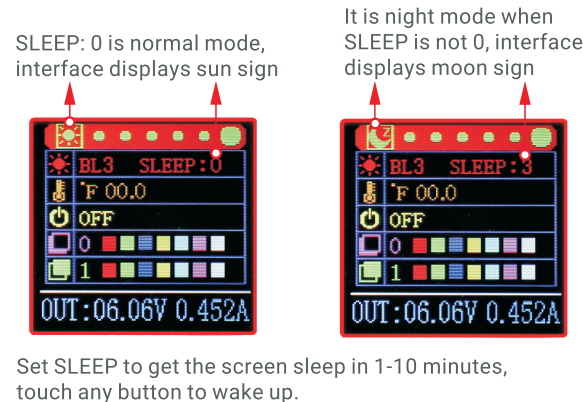 SLEEP: 0 is normal mode,
interface displays sun sign
It is night mode when
SLEEP is not 0, interface
displays moon sign
BL3 SLEEP:0
°F 00.0
OFF
0
1
OUT:06.06V 0.452A
z
BL3 SLEEP:3
°F 00.0
OFF
0
1
OUT:06.06V 0.452A
Set SLEEP to get the screen sleep in 1-10 minutes,
touch any button to wake up.